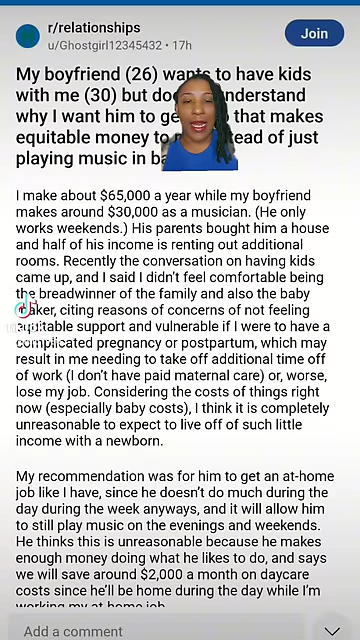 r/relationships
u/Ghostgirl12345432 • 17h
Join
My boyfriend (26) wants to have kids
with me (30) but understand
why I want him to that makes
equitable money to of just
playing music in
I make about $65,000 a year while my boyfriend
makes around $30,000 as a musician. (He only
works weekends.) His parents bought him a house
and half of his income is renting out additional
rooms. Recently the conversation on having kids
came up, and I said I didn't feel comfortable being
the breadwinner of the family and also the baby
maker, citing reasons of concerns of not feeling
equitable support and vulnerable if I were to have a
complicated pregnancy or postpartum, which may
result in me needing to take off additional time off
of work (I don't have paid maternal care) or, worse,
lose my job. Considering the costs of things right
now (especially baby costs), I think it is completely
unreasonable to expect to live off of such little
income with a newborn.
My recommendation was for him to get an at-home
job like I have, since he doesn't do much during the
day during the week anyways, and it will allow him
to still play music on the evenings and weekends.
He thinks this is unreasonable because he makes
enough money doing what he likes to do, and says
we will save around $2,000 a month on daycare
costs since he'll be home during the day while I'm
working my at-home job
Add a comment